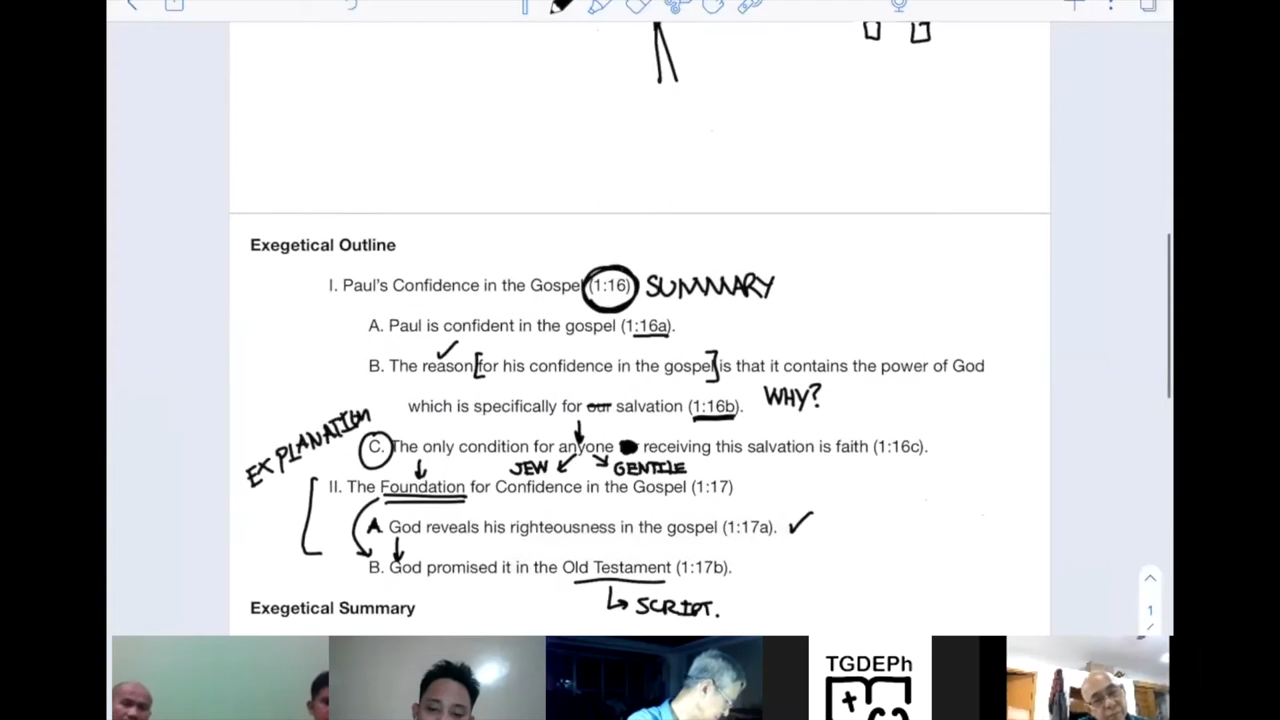 Exegetical Outline
I. Paul's Confidence in the Gospel (1:16) SUMMARY
A. Paul is confident in the gospel (1:16a).
B. The reason [for his confidence in the gospel] is that it contains the power of God
which is specifically for our salvation (1:16b). WHY?
EXPLANATION
C. The only condition for anyone receiving this salvation is faith (1:16c).
JEW GENTILE
II. The Foundation for Confidence in the Gospel (1:17)
A. God reveals his righteousness in the gospel (1:17a).
B. God promised it in the Old Testament (1:17b).
SCRIPT.
Exegetical Summary
1
TGDEPh